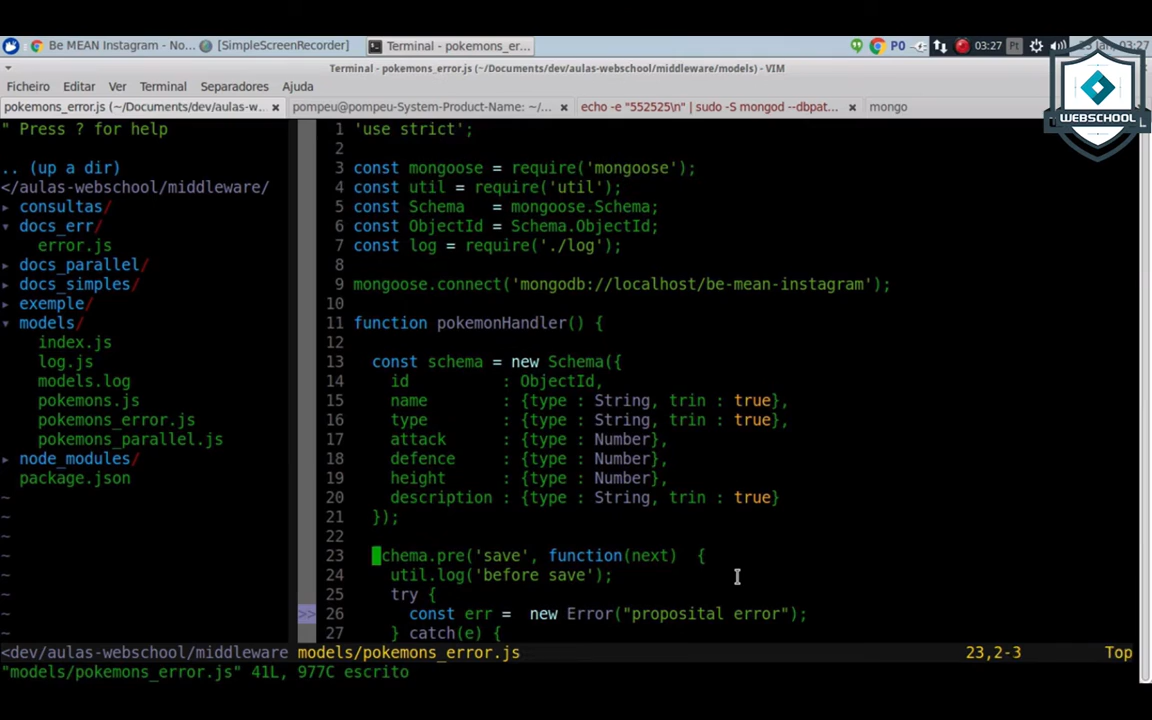 Be MEAN Instagram - No... [SimpleScreenRecorder] Terminal - pokemons_er... PO 03:27 Pt
Terminal - pokemons_error.js (~/Documents/dev/aulas-webschool/middleware/models) - VIM
Ficheiro Editar Ver Terminal Separadores Ajuda
WEBSCHOOL
pokemons_error.js (~/Documents/dev/aulas-w... pompeu@pompeu-System-Product-Name: ~/... echo -e "552525\n" | sudo -S mongod --dbpat... mongo
" Press ? for help
.. (up a dir)
</aulas-webschool/middleware/
▸ consultas/
▾ docs_err/
error.js
▸ docs_parallel/
▸ docs_simples/
▸ exemple/
▾ models/
index.js
log.js
models.log
pokemons.js
pokemons_error.js
pokemons_parallel.js
▸ node_modules/
package.json
~
~
~
~
~
~
~
~
1 'use strict';
2
3 const mongoose = require('mongoose');
4 const util = require('util');
5 const Schema   = mongoose.Schema;
6 const ObjectId = Schema.ObjectId;
7 const log = require('./log');
8
9 mongoose.connect('mongodb://localhost/be-mean-instagram');
10
11 function pokemonHandler() {
12
13   const schema = new Schema({
14     id          : ObjectId,
15     name        : {type : String, trin : true},
16     type        : {type : String, trin : true},
17     attack      : {type : Number},
18     defence     : {type : Number},
19     height      : {type : Number},
20     description : {type : String, trin : true}
21   });
22
23   chema.pre('save', function(next)  {
24     util.log('before save');
25     try {
>> 26       const err =  new Error("proposital error");
27     } catch(e) {
<dev/aulas-webschool/middleware models/pokemons_error.js 23,2-3 Top
"models/pokemons_error.js" 41L, 977C escrito